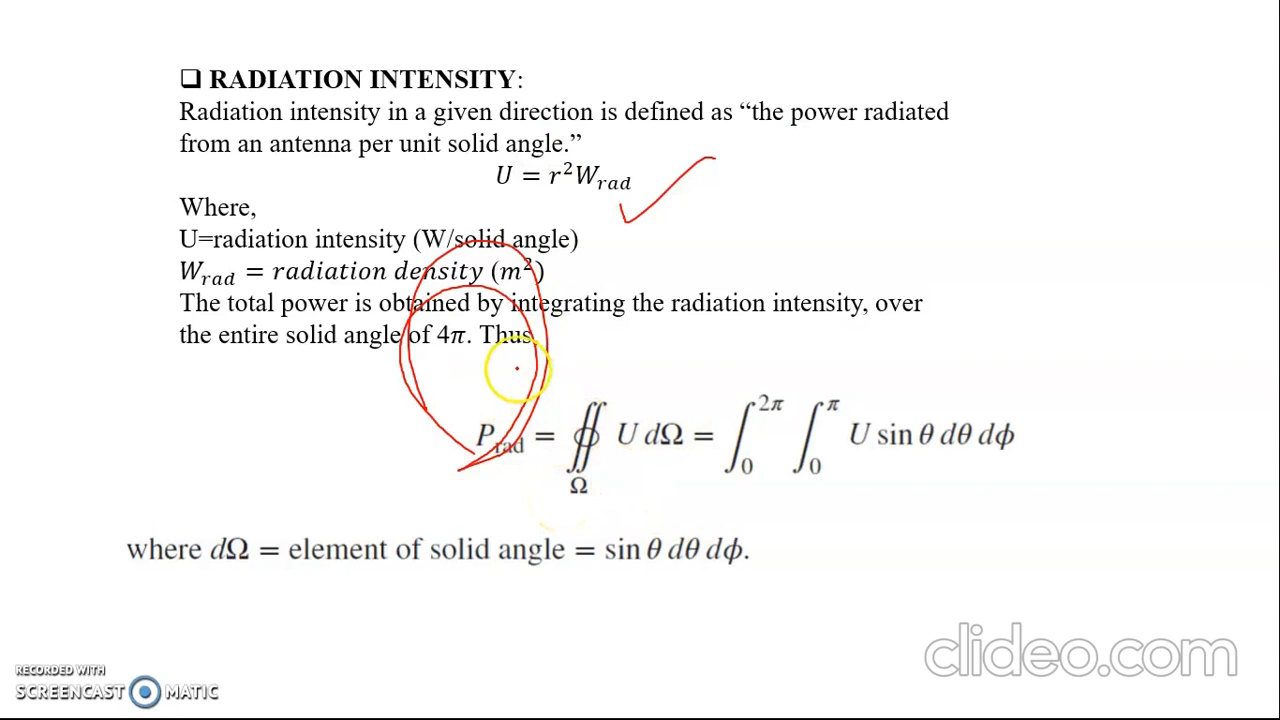 ❑ RADIATION INTENSITY:
Radiation intensity in a given direction is defined as “the power radiated
from an antenna per unit solid angle.”
U = r²W_rad
Where,
U=radiation intensity (W/solid angle)
W_rad = radiation density (m²)
The total power is obtained by integrating the radiation intensity, over
the entire solid angle of 4π. Thus,
P_rad = ∯_Ω U dΩ = ∫_0^2π ∫_0^π U sin θ dθ dϕ
where dΩ = element of solid angle = sin θ dθ dϕ.
clideo.com
RECORDED WITH
SCREENCAST MATIC